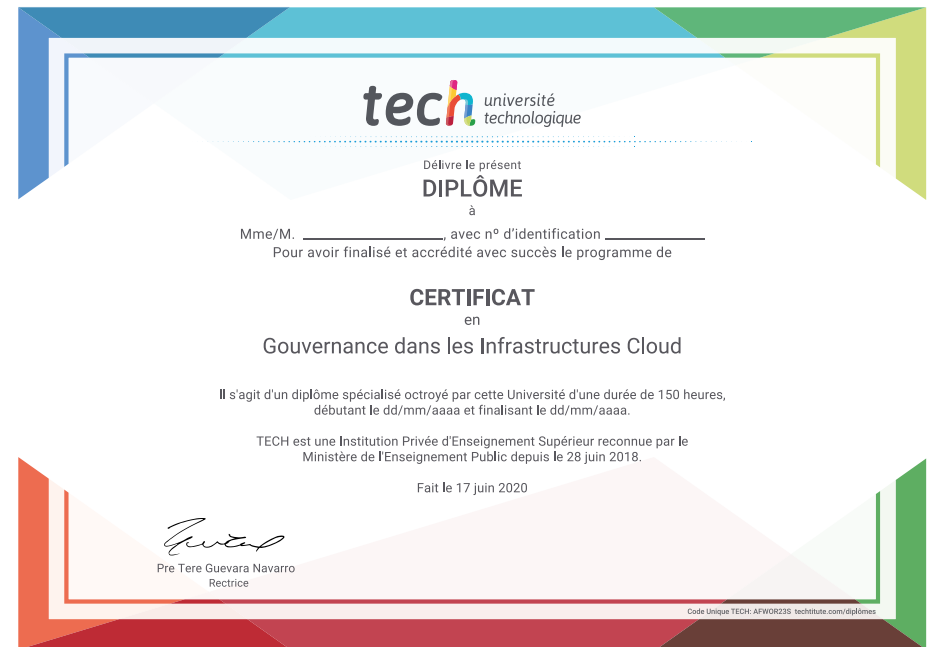 tech université
technologique
Délivre le présent
DIPLÔME
à
Mme/M. ____________________, avec nº d'identification ______________
Pour avoir finalisé et accrédité avec succès le programme de
CERTIFICAT
en
Gouvernance dans les Infrastructures Cloud
Il s'agit d'un diplôme spécialisé octroyé par cette Université d'une durée de 150 heures,
débutant le dd/mm/aaaa et finalisant le dd/mm/aaaa.
TECH est une Institution Privée d'Enseignement Supérieur reconnue par le
Ministère de l'Enseignement Public depuis le 28 juin 2018.
Fait le 17 juin 2020
Pre Tere Guevara Navarro
Rectrice
Code Unique TECH: AFWOR23S techtitute.com/diplômes